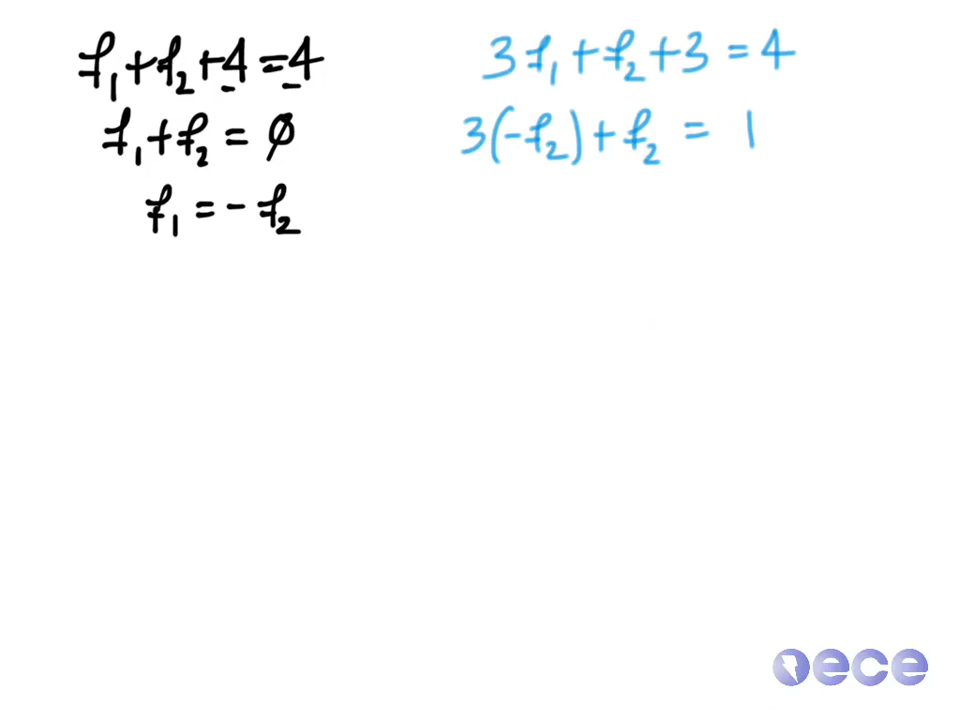 f₁+f₂+4=4
f₁+f₂=0
f₁=-f₂
3f₁+f₂+3=4
3(-f₂)+f₂=1
ece